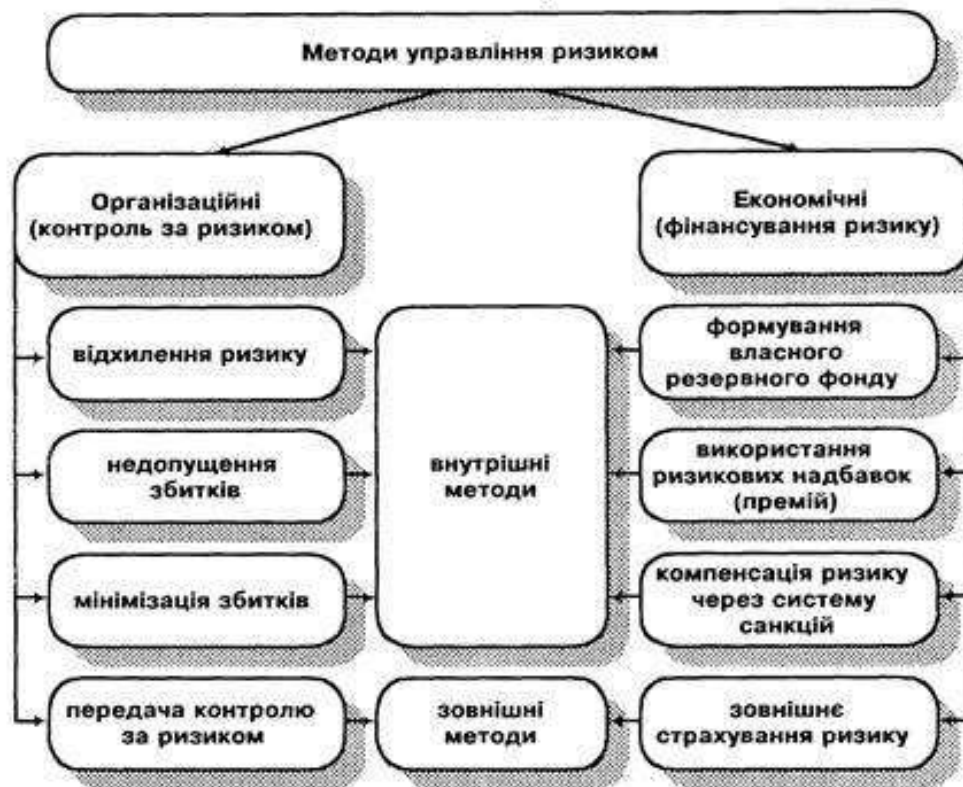 Методи управління ризиком
Організаційні
(контроль за ризиком)
Економічні
(фінансування ризику)
відхилення ризику
недопущення
збитків
мінімізація збитків
передача контролю
за ризиком
внутрішні
методи
зовнішні
методи
формування
власного
резервного фонду
використання
ризикових надбавок
(премій)
компенсація ризику
через систему
санкцій
зовнішнє
страхування ризику